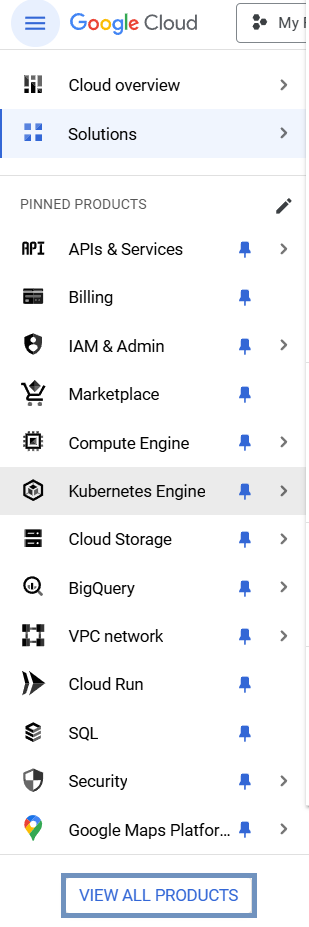 Google Cloud
My
Cloud overview
Solutions
PINNED PRODUCTS
API APIs & Services
Billing
IAM & Admin
Marketplace
Compute Engine
Kubernetes Engine
Cloud Storage
BigQuery
VPC network
Cloud Run
SQL
Security
Google Maps Platfor...
VIEW ALL PRODUCTS